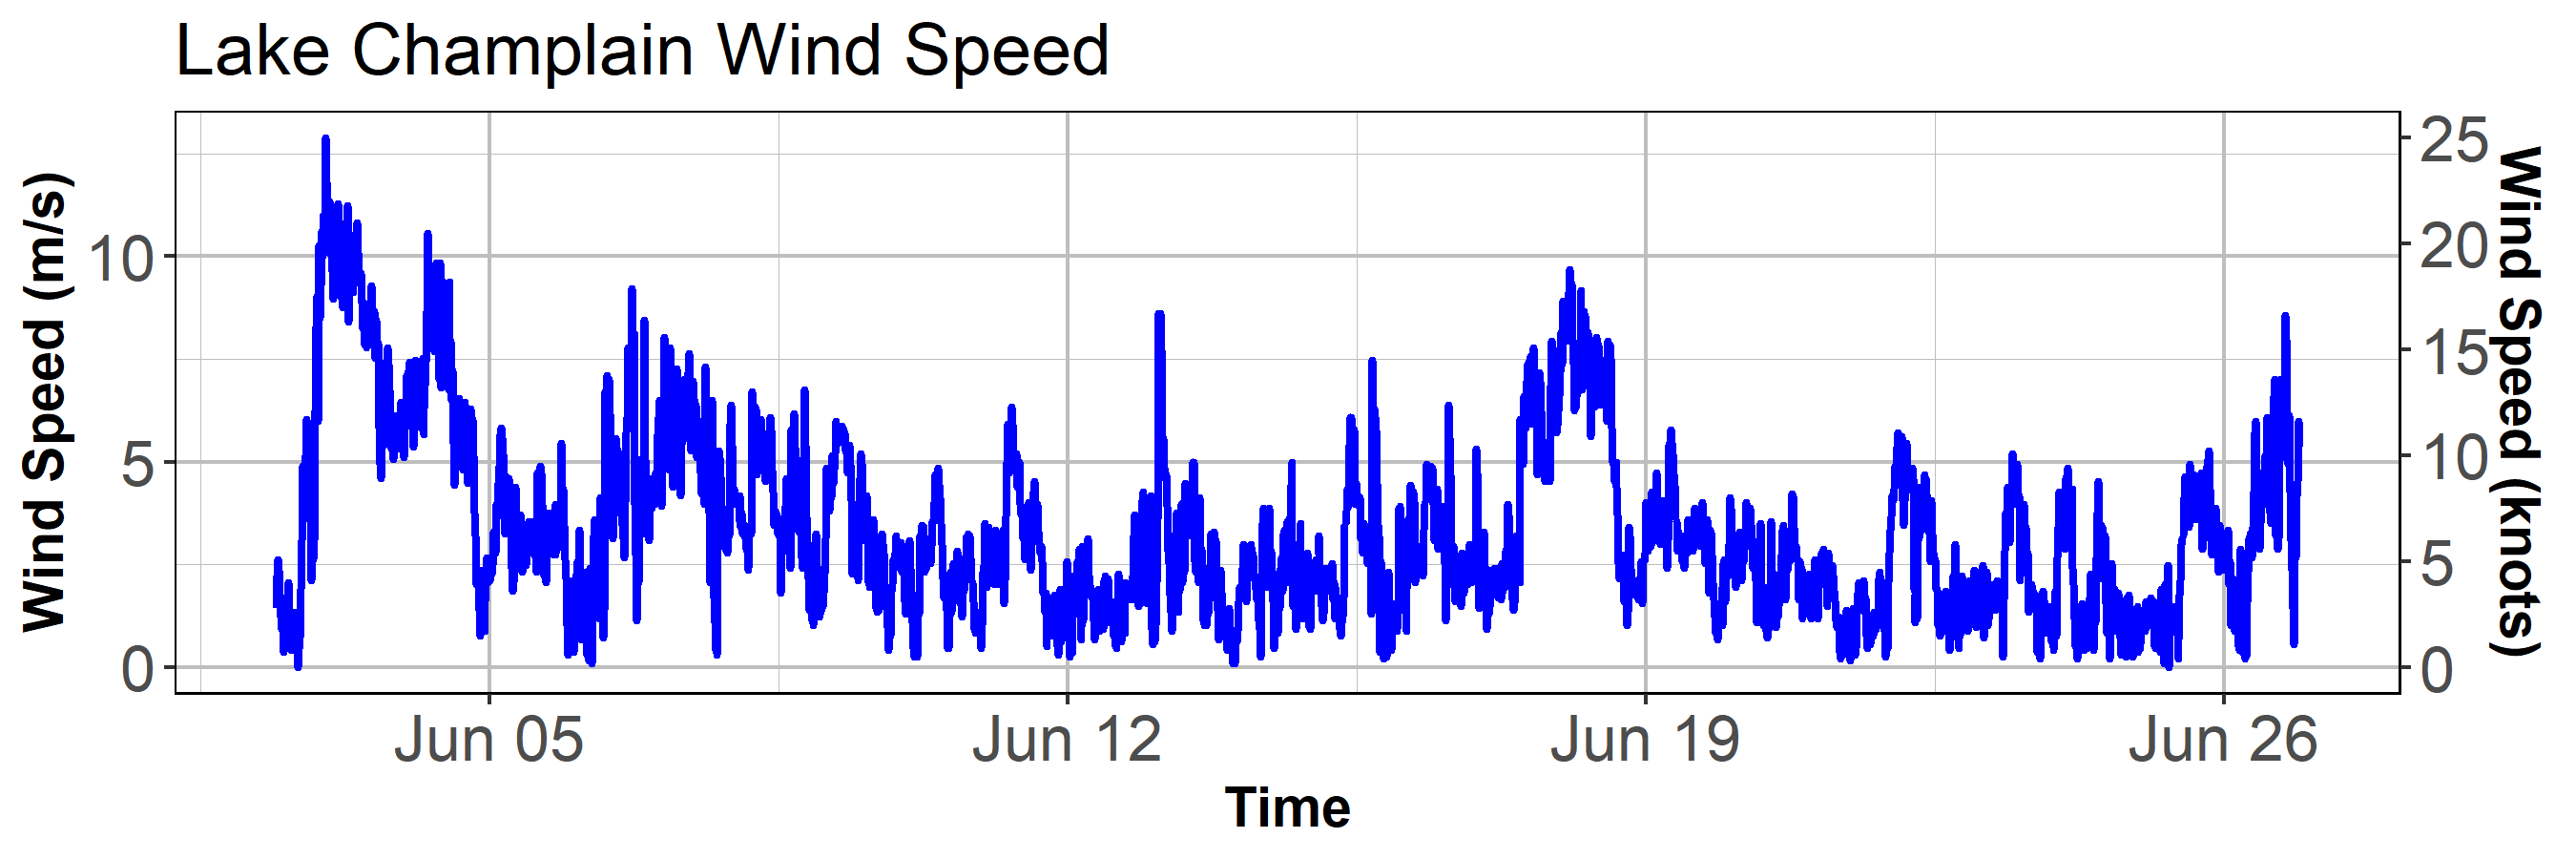 Lake Champlain Wind Speed
Wind Speed (m/s)
10
5
0
25
20
15
10
5
0
Wind Speed (knots)
Jun 05
Jun 12
Jun 19
Jun 26
Time